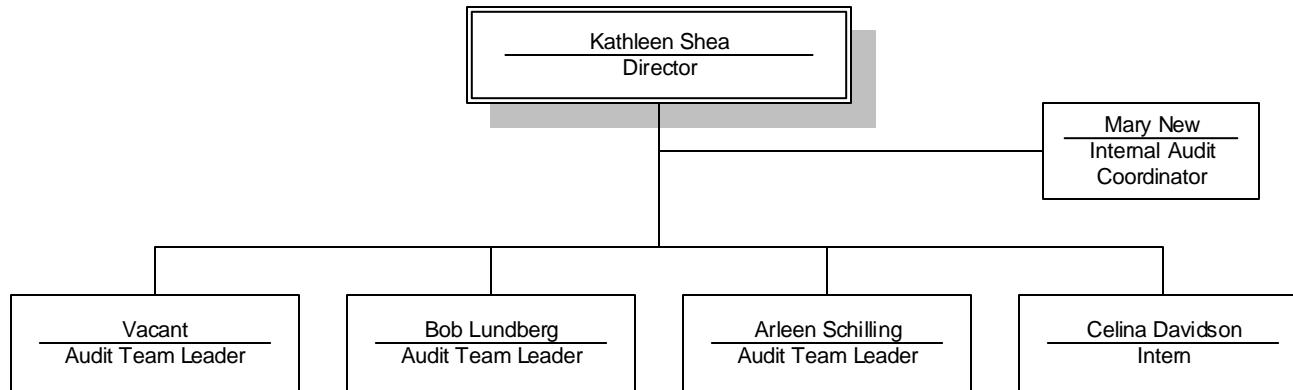 Kathleen Shea
Director
Mary New
Internal Audit
Coordinator
Vacant
Audit Team Leader
Bob Lundberg
Audit Team Leader
Arleen Schilling
Audit Team Leader
Celina Davidson
Intern